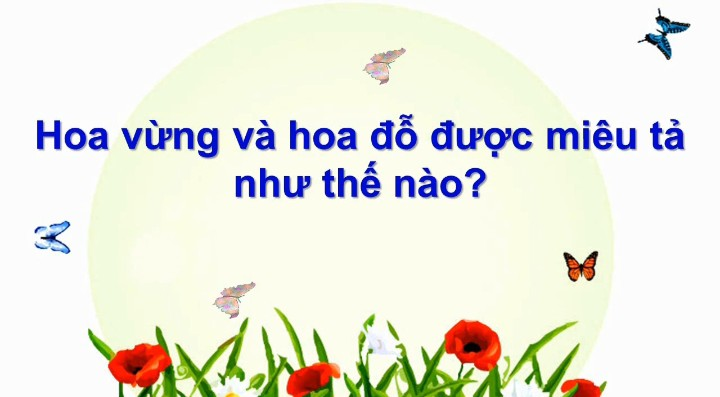 Hoa vừng và hoa đỗ được miêu tả
như thế nào?